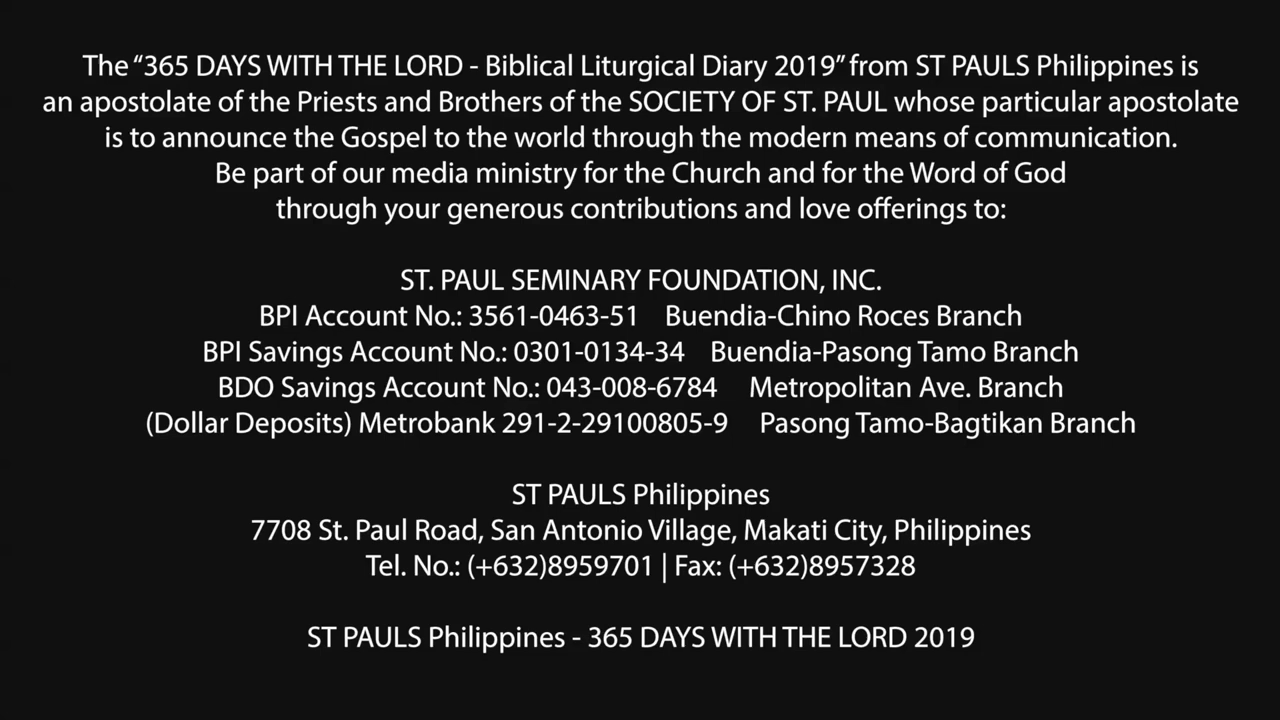 The “365 DAYS WITH THE LORD - Biblical Liturgical Diary 2019” from ST PAULS Philippines is
an apostolate of the Priests and Brothers of the SOCIETY OF ST. PAUL whose particular apostolate
is to announce the Gospel to the world through the modern means of communication.
Be part of our media ministry for the Church and for the Word of God
through your generous contributions and love offerings to:
ST. PAUL SEMINARY FOUNDATION, INC.
BPI Account No.: 3561-0463-51 Buendia-Chino Roces Branch
BPI Savings Account No.: 0301-0134-34 Buendia-Pasong Tamo Branch
BDO Savings Account No.: 043-008-6784 Metropolitan Ave. Branch
(Dollar Deposits) Metrobank 291-2-29100805-9 Pasong Tamo-Bagtikan Branch
ST PAULS Philippines
7708 St. Paul Road, San Antonio Village, Makati City, Philippines
Tel. No.: (+632)8959701 | Fax: (+632)8957328
ST PAULS Philippines - 365 DAYS WITH THE LORD 2019